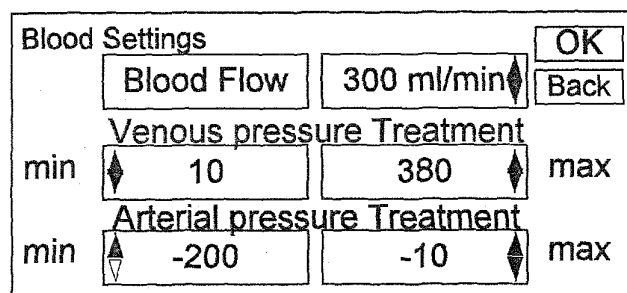 Blood Settings OK
Blood Flow 300 ml/min Back
Venous pressure Treatment
min 10 380 max
Arterial pressure Treatment
min -200 -10 max